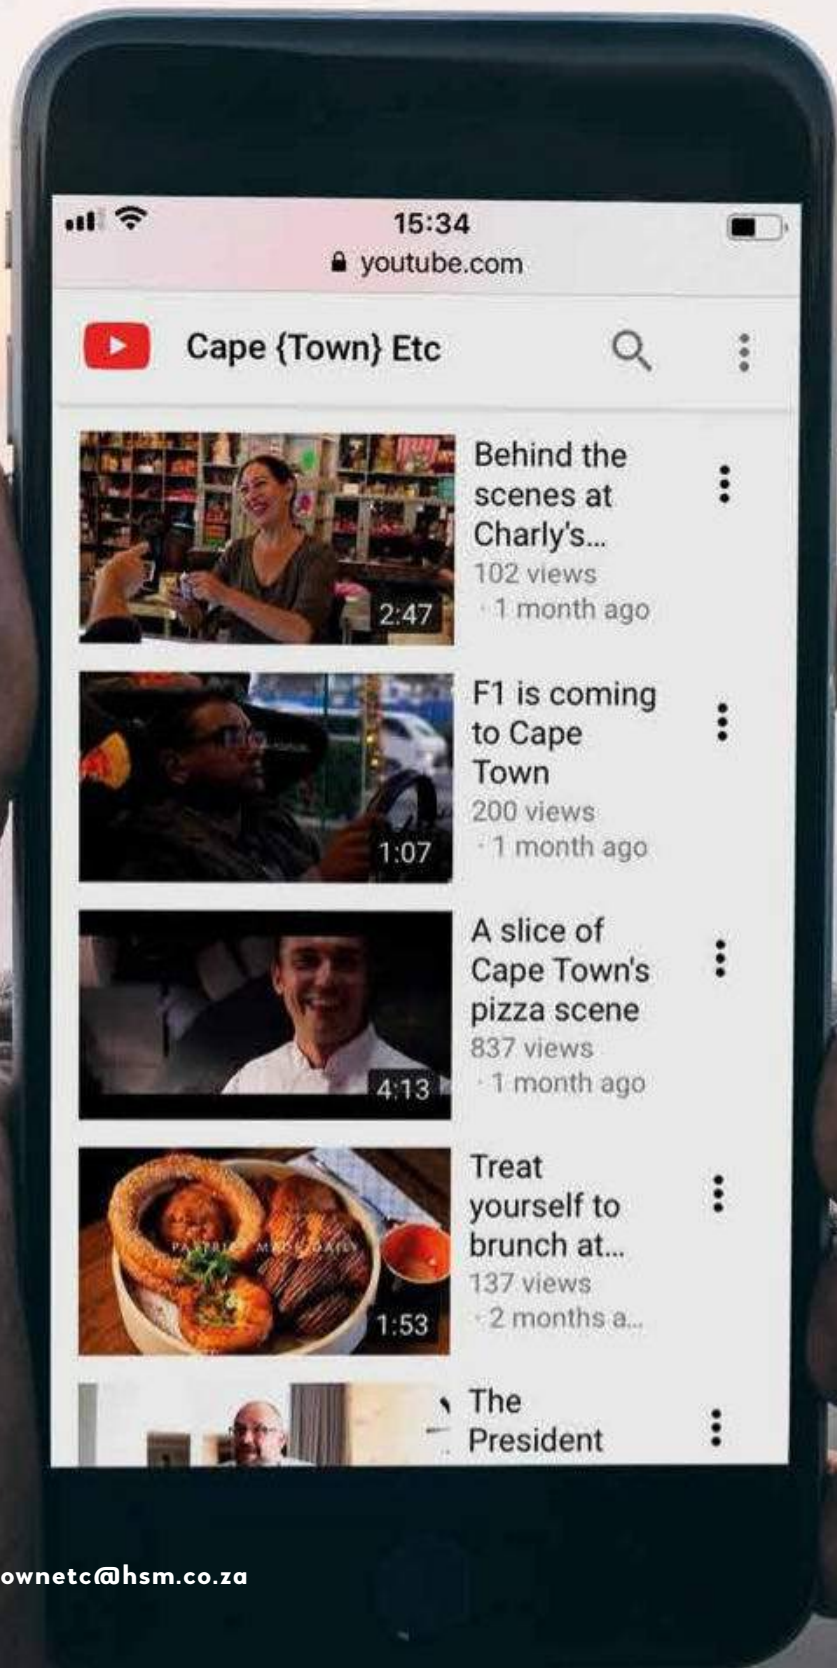 15:34
youtube.com
Cape {Town} Etc
Behind the
scenes at
Charly's...
102 views
· 1 month ago
2:47
F1 is coming
to Cape
Town
200 views
· 1 month ago
1:07
A slice of
Cape Town's
pizza scene
837 views
· 1 month ago
4:13
Treat
yourself to
brunch at...
137 views
· 2 months a...
PASTRIES MADE DAILY
1:53
The
President
ownetc@hsm.co.za